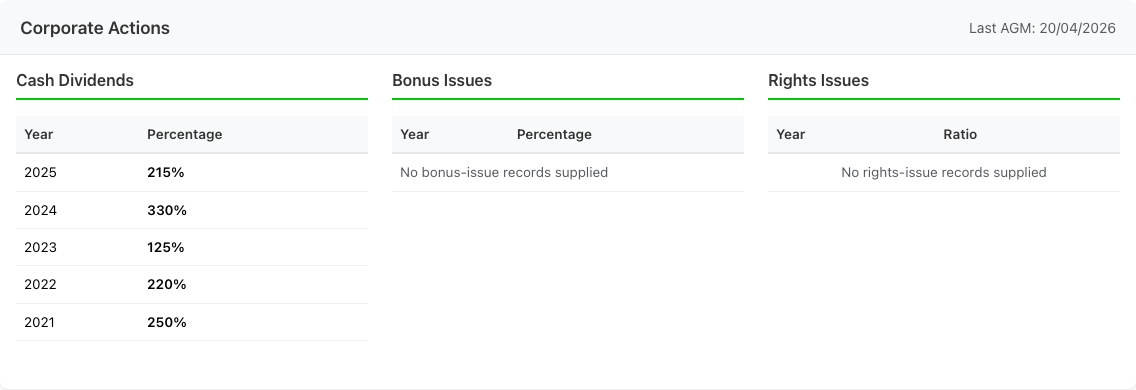 Corporate Actions
Last AGM: 20/04/2026
Cash Dividends
Year Percentage
2025 215%
2024 330%
2023 125%
2022 220%
2021 250%
Bonus Issues
Year Percentage
No bonus-issue records supplied
Rights Issues
Year Ratio
No rights-issue records supplied